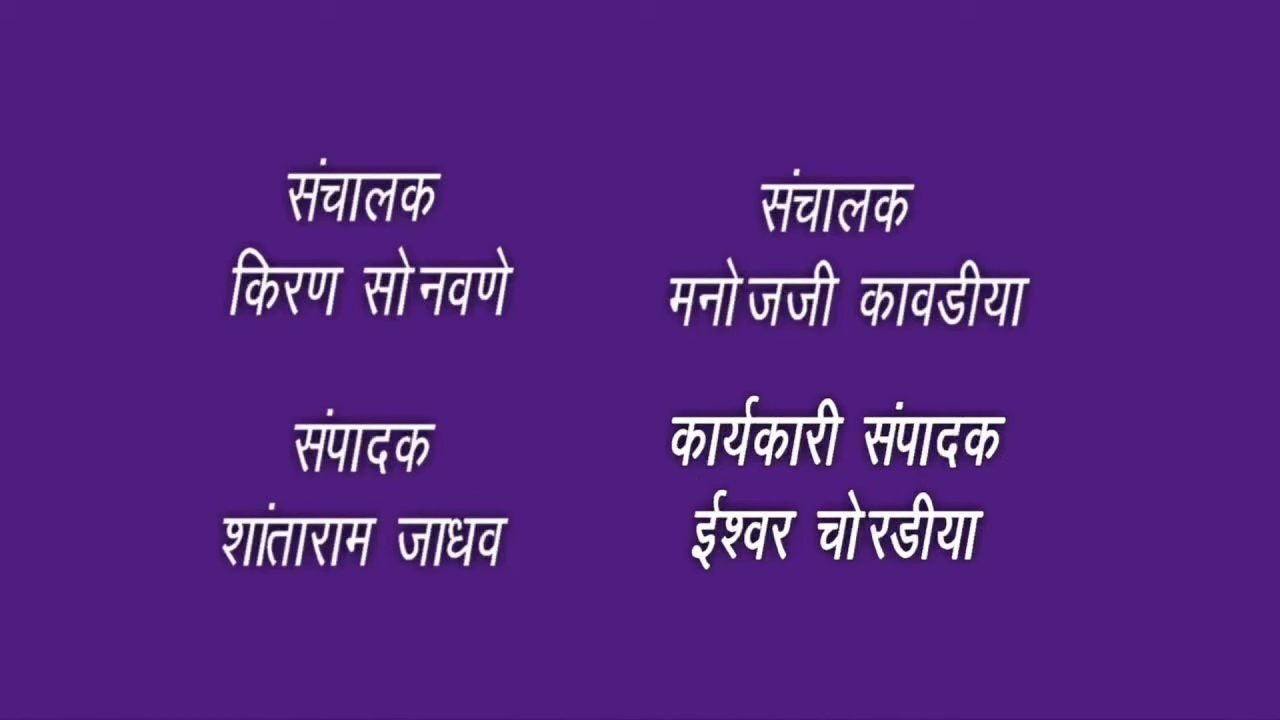 संचालक
किरण सोनवणे
संचालक
मनोजजी कावडीया
संपादक
शांताराम जाधव
कार्यकारी संपादक
ईश्वर चोरडीया